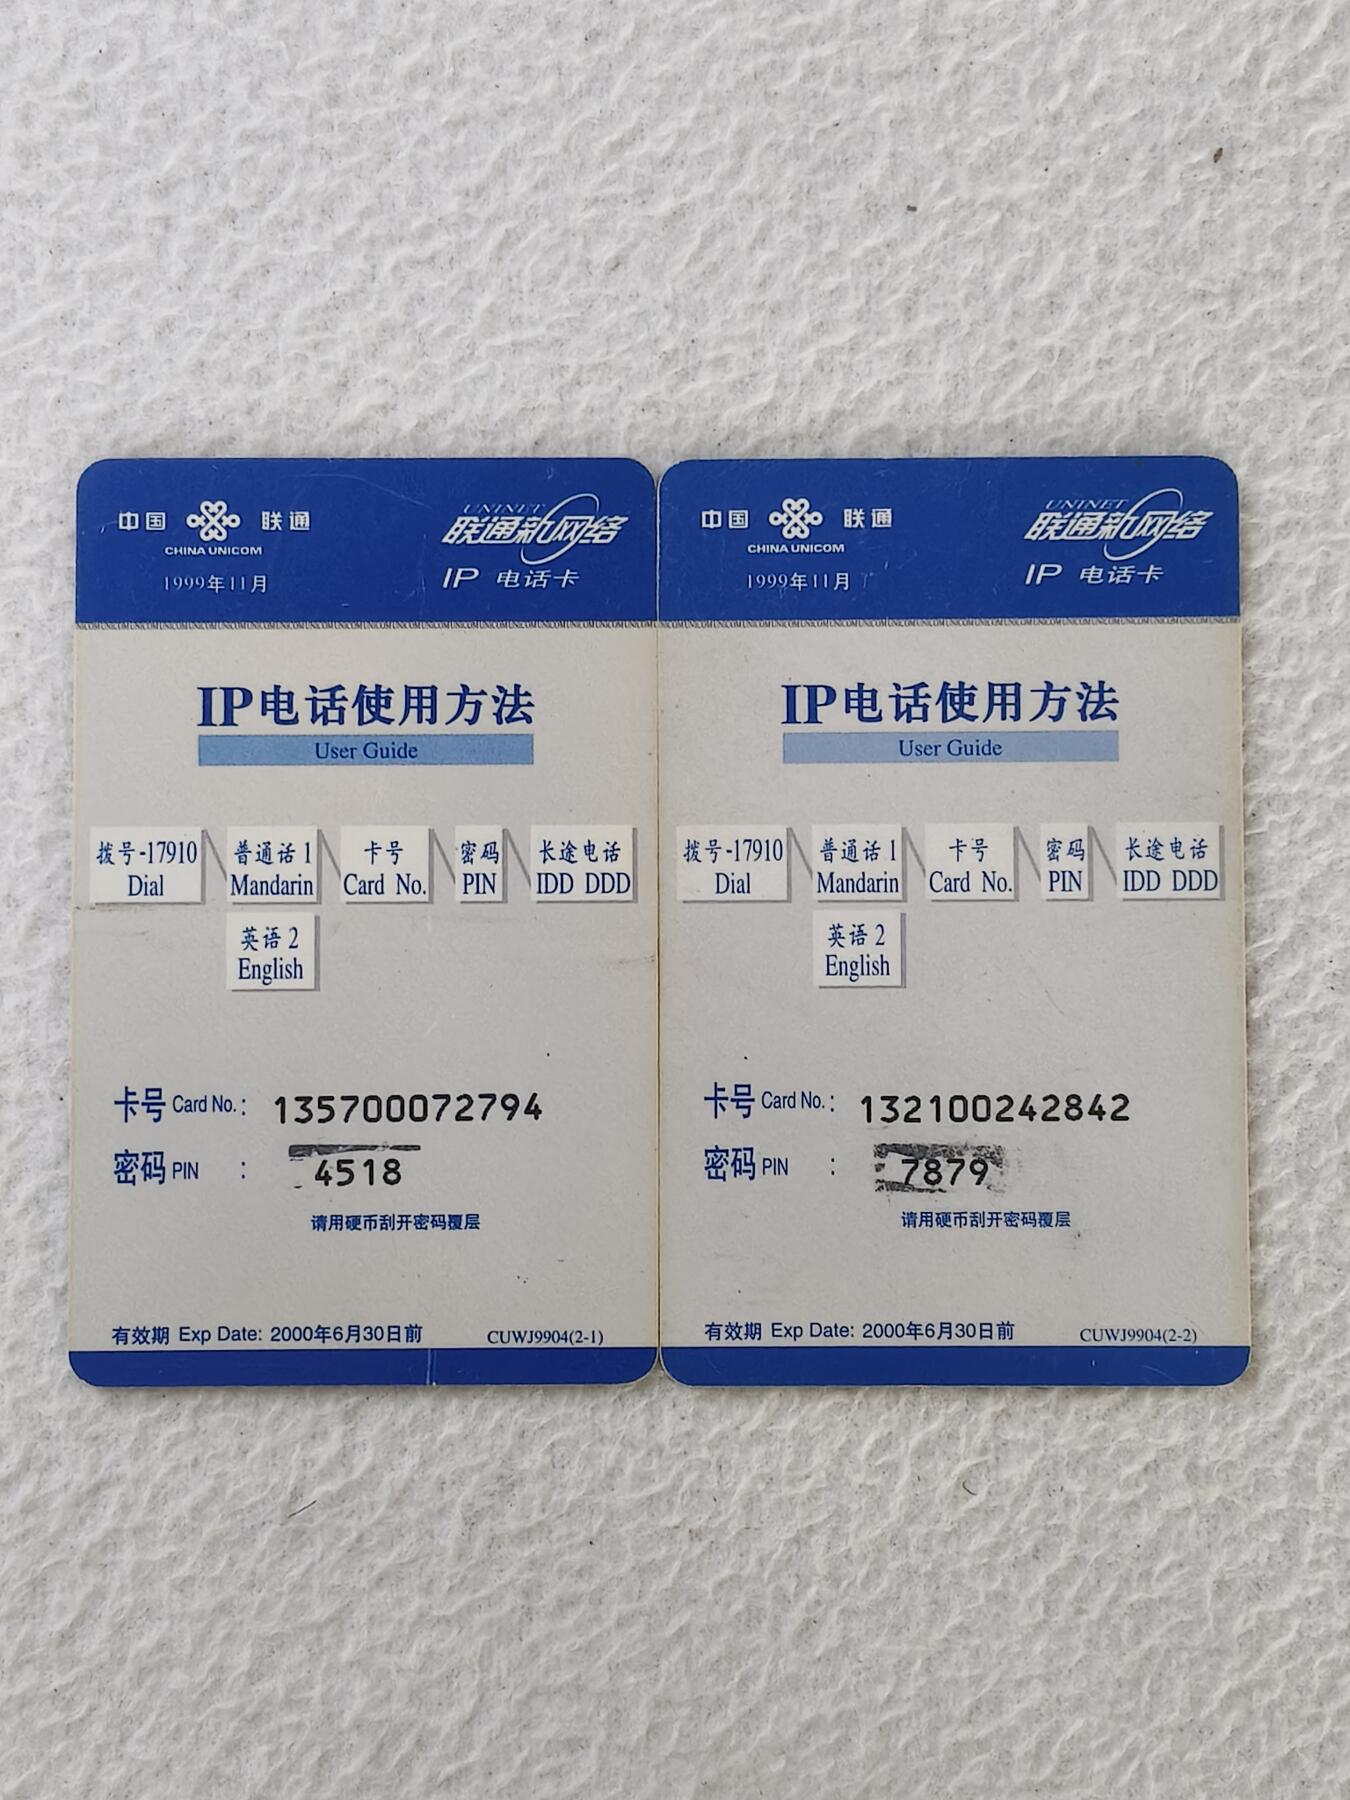 中国 联通
CHINA UNICOM
1999年11月
UNINET
联通新网络
IP 电话卡
IP电话使用方法
User Guide
拨号-17910 普通话1 卡号 密码 长途电话
Dial Mandarin Card No. PIN IDD DDD
英语2
English
卡号 Card No.: 135700072794
密码 PIN : 4518
请用硬币刮开密码覆层
有效期 Exp Date: 2000年6月30日前 CUWJ9904(2-1)
中国 联通
CHINA UNICOM
1999年11月
UNINET
联通新网络
IP 电话卡
IP电话使用方法
User Guide
拨号-17910 普通话1 卡号 密码 长途电话
Dial Mandarin Card No. PIN IDD DDD
英语2
English
卡号 Card No.: 132100242842
密码 PIN : 7879
请用硬币刮开密码覆层
有效期 Exp Date: 2000年6月30日前 CUWJ9904(2-2)